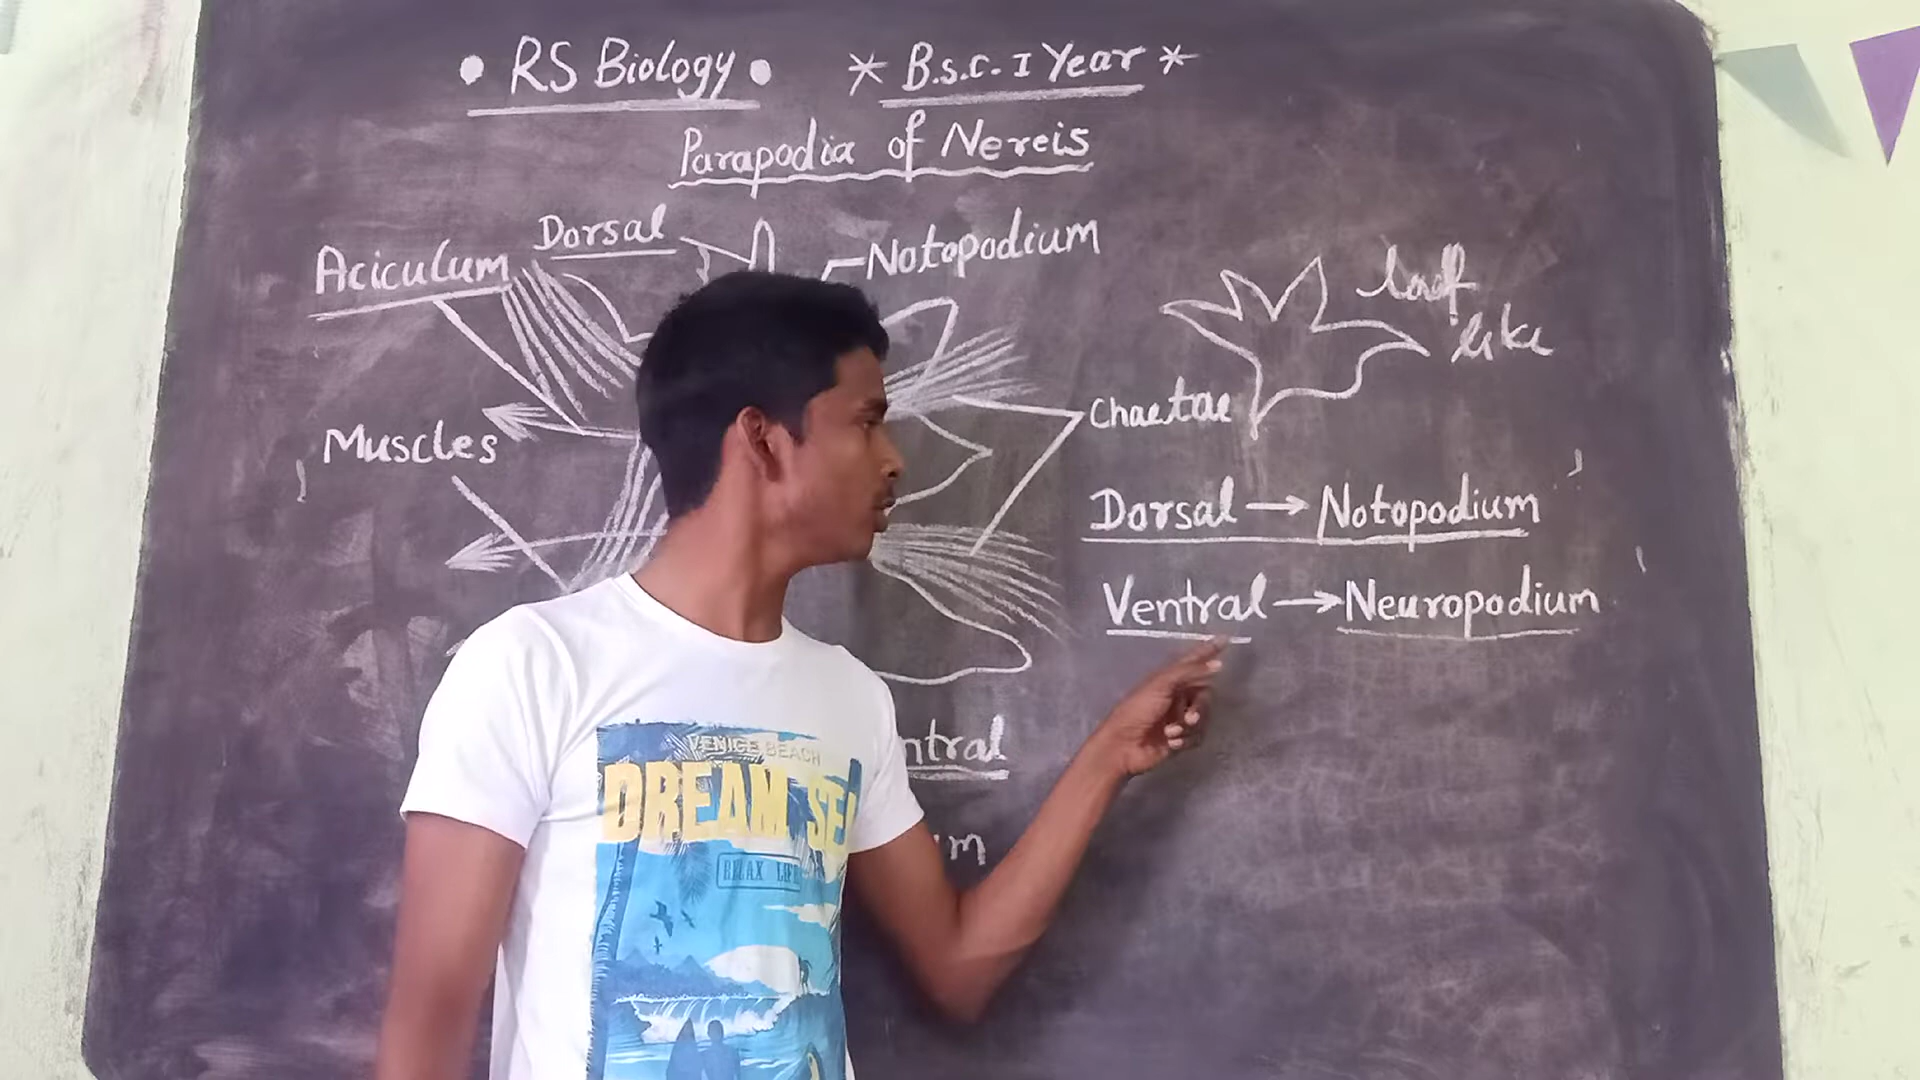 • RS Biology •
* B.s.c. I Year *
Parapodia of Nereis
Dorsal
Aciculum
Notopodium
leaf
like
Chaetae
Muscles
Dorsal → Notopodium
Ventral → Neuropodium
ntral
m
VENICE BEACH
DREAM SE
RELAX LIFE